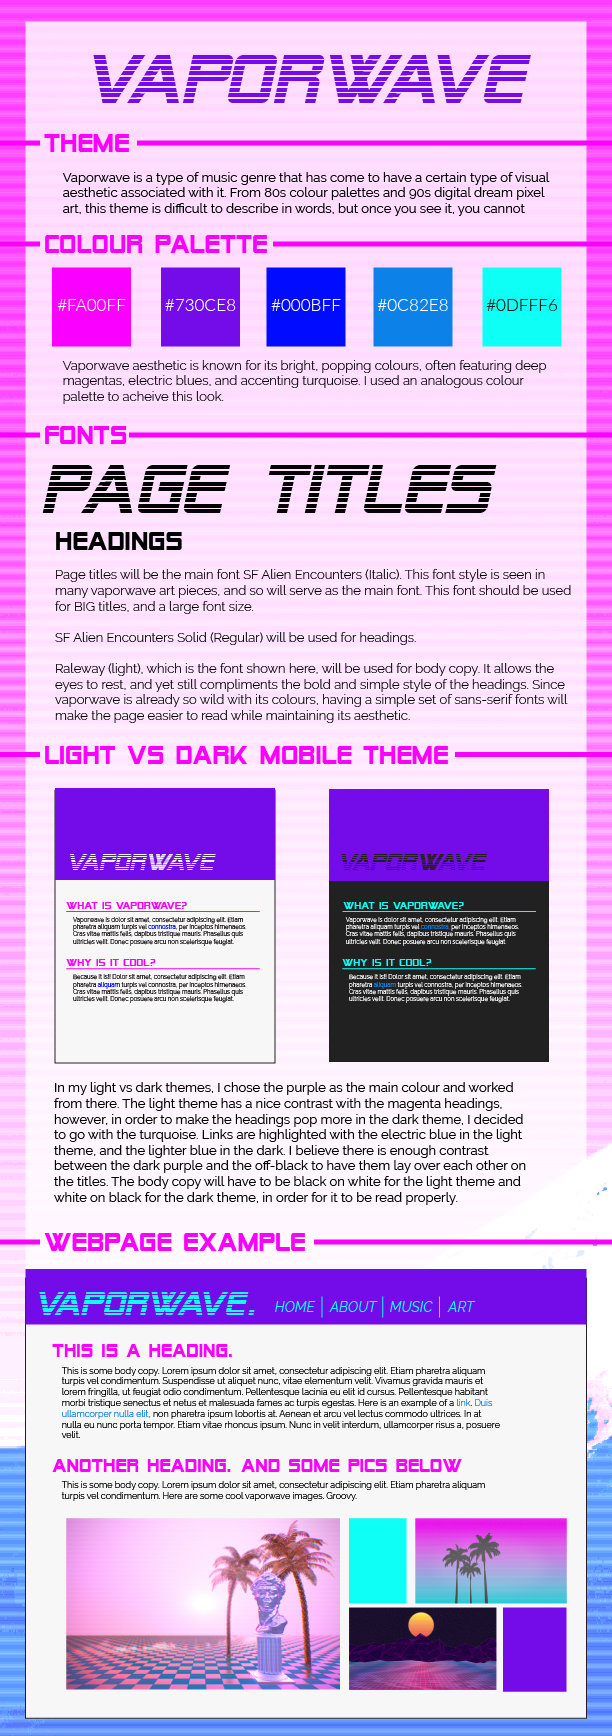 VAPORWAVE
THEME
Vaporwave is a type of music genre that has come to have a certain type of visual
aesthetic associated with it. From 80s colour palettes and 90s digital dream pixel
art, this theme is difficult to describe in words, but once you see it, you cannot
COLOUR PALETTE
#FA00FF #730CE8 #000BFF #0C82E8 #0DFFF6
Vaporwave aesthetic is known for its bright, popping colours, often featuring deep
magentas, electric blues, and accenting turquoise. I used an analogous colour
palette to acheive this look.
FONTS
PAGE TITLES
HEADINGS
Page titles will be the main font SF Alien Encounters (Italic). This font style is seen in
many vaporwave art pieces, and so will serve as the main font. This font should be used
for BIG titles, and a large font size.
SF Alien Encounters Solid (Regular) will be used for headings.
Raleway (light), which is the font shown here, will be used for body copy. It allows the
eyes to rest, and yet still compliments the bold and simple style of the headings. Since
vaporwave is already so wild with its colours, having a simple set of sans-serif fonts will
make the page easier to read while maintaining its aesthetic.
LIGHT VS DARK MOBILE THEME
VAPORWAVE
WHAT IS VAPORWAVE?
Vaporwave is dolor sit amet, consectetur adipiscing elit. Etiam
pharetra aliquam turpis vel connostra, per inceptos himenaeos.
Cras vitae mattis felis, dapibus tristique mauris. Phasellus quis
ultricies velit. Donec posuere arcu non scelerisque feugiat.
WHY IS IT COOL?
Because it is!! Dolor sit amet, consectetur adipiscing elit. Etiam
pharetra aliquam turpis vel connostra, per inceptos himenaeos.
Cras vitae mattis felis, dapibus tristique mauris. Phasellus quis
ultricies velit. Donec posuere arcu non scelerisque feugiat.
VAPORWAVE
WHAT IS VAPORWAVE?
Vaporwave is dolor sit amet, consectetur adipiscing elit. Etiam
pharetra aliquam turpis vel connostra, per inceptos himenaeos.
Cras vitae mattis felis, dapibus tristique mauris. Phasellus quis
ultricies velit. Donec posuere arcu non scelerisque feugiat.
WHY IS IT COOL?
Because it is!! Dolor sit amet, consectetur adipiscing elit. Etiam
pharetra aliquam turpis vel connostra, per inceptos himenaeos.
Cras vitae mattis felis, dapibus tristique mauris. Phasellus quis
ultricies velit. Donec posuere arcu non scelerisque feugiat.
In my light vs dark themes, I chose the purple as the main colour and worked
from there. The light theme has a nice contrast with the magenta headings,
however, in order to make the headings pop more in the dark theme, I decided
to go with the turquoise. Links are highlighted with the electric blue in the light
theme, and the lighter blue in the dark. I believe there is enough contrast
between the dark purple and the off-black to have them lay over each other on
the titles. The body copy will have to be black on white for the light theme and
white on black for the dark theme, in order for it to be read properly.
WEBPAGE EXAMPLE
VAPORWAVE. HOME | ABOUT | MUSIC | ART
THIS IS A HEADING.
This is some body copy. Lorem ipsum dolor sit amet, consectetur adipiscing elit. Etiam pharetra aliquam
turpis vel condimentum. Suspendisse ut aliquet nunc, vitae elementum velit. Vivamus gravida mauris et
lorem fringilla, ut feugiat odio condimentum. Pellentesque lacinia eu elit id cursus. Pellentesque habitant
morbi tristique senectus et netus et malesuada fames ac turpis egestas. Here is an example of a link. Duis
ullamcorper nulla elit, non pharetra ipsum lobortis at. Aenean et arcu vel lectus commodo ultrices. In at
nulla eu nunc porta tempor. Etiam vitae rhoncus ipsum. Nunc in velit interdum, ullamcorper risus a, posuere
velit.
ANOTHER HEADING. AND SOME PICS BELOW
This is some body copy. Lorem ipsum dolor sit amet, consectetur adipiscing elit. Etiam pharetra aliquam
turpis vel condimentum. Here are some cool vaporwave images. Groovy.